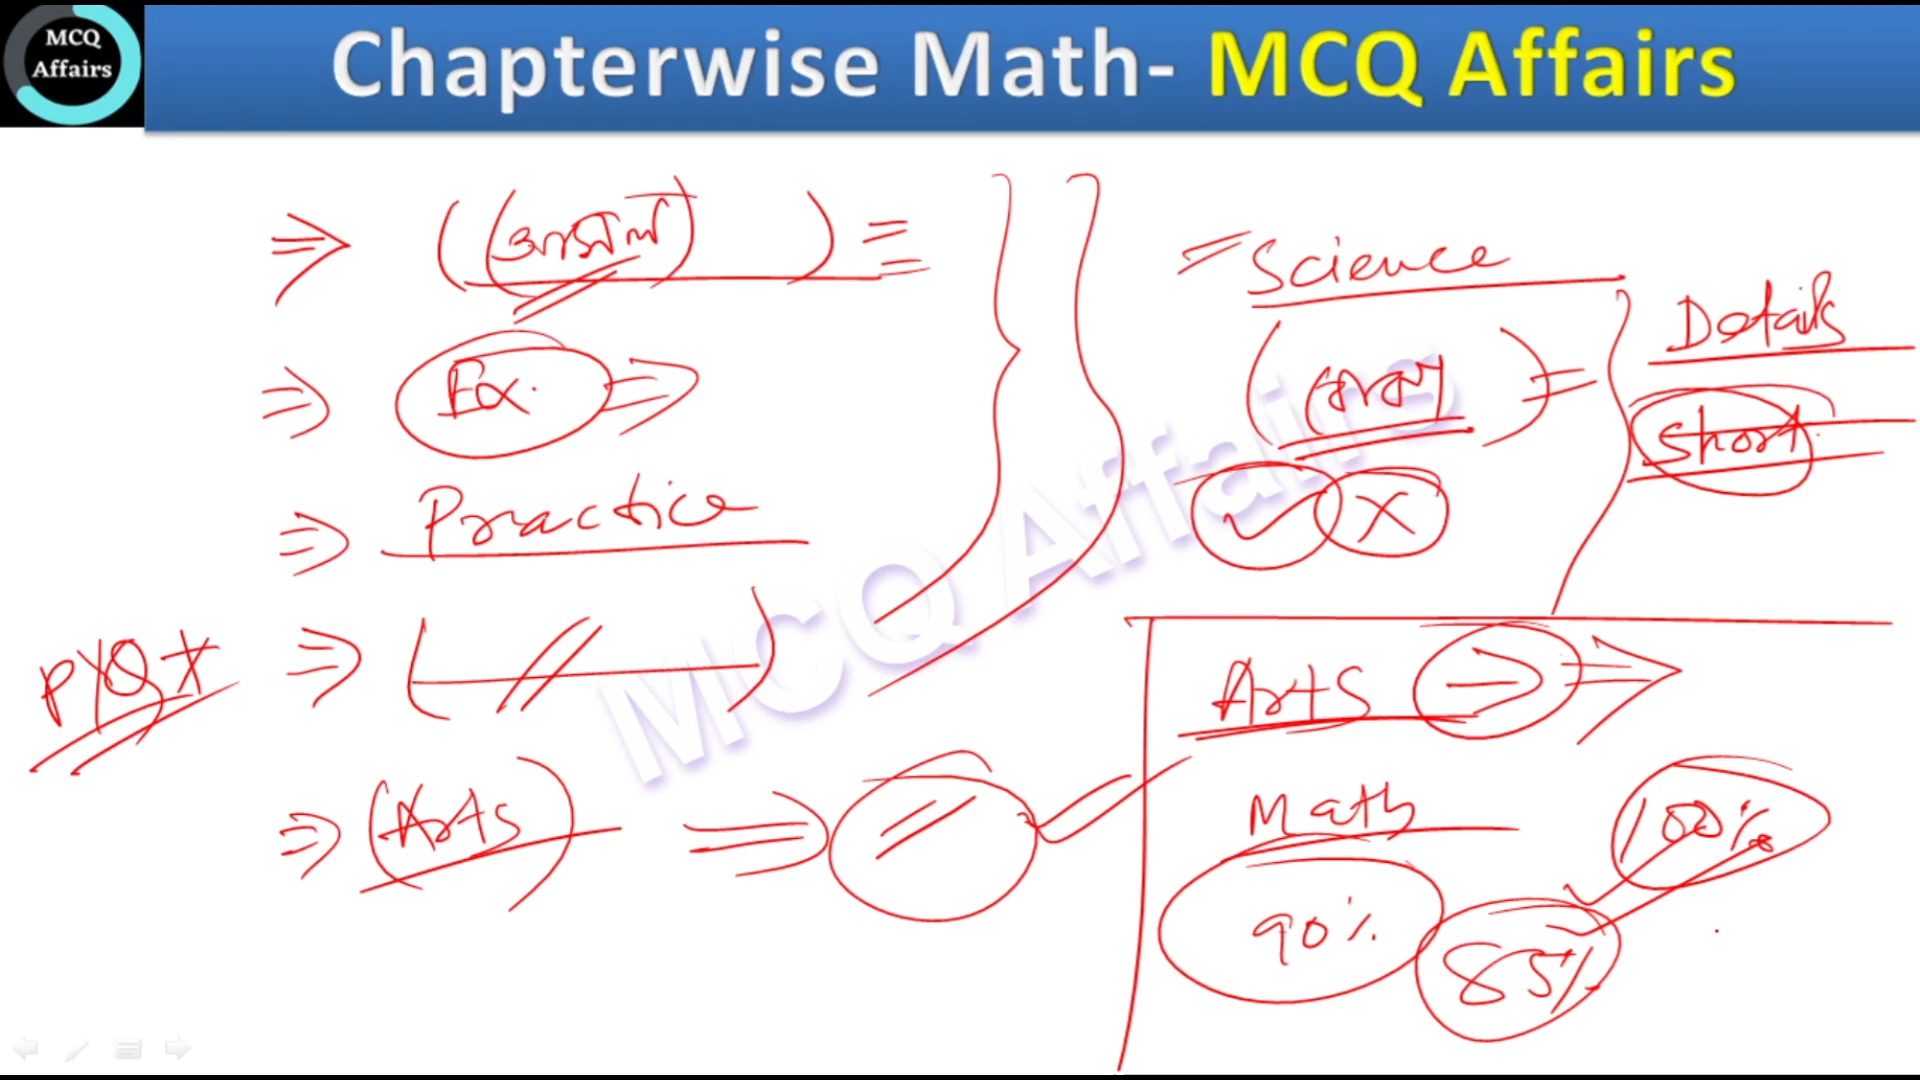 MCQ
Affairs
Chapterwise Math- MCQ Affairs
Science
Details
Short
Ex.
Practice
PYQ
Arts
Math
100%
Arts
90%
85%
MCQ Affairs